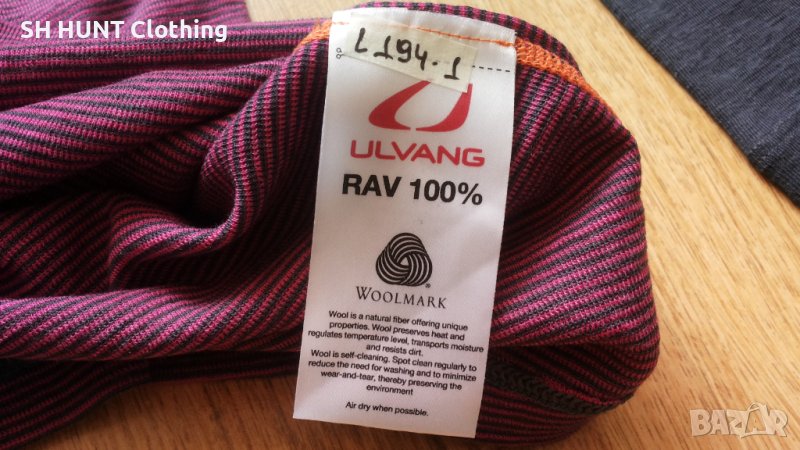 SH HUNT Clothing
L 194.1
ULVANG
RAV 100%
WOOLMARK
Wool is a natural fiber offering unique
properties. Wool preserves heat and
regulates temperature level, transports moisture
and resists dirt.
Wool is self-cleaning. Spot clean regularly to
reduce the need for washing and to minimize
wear-and-tear, thereby preserving the
environment
Air dry when possible.
BAZAR